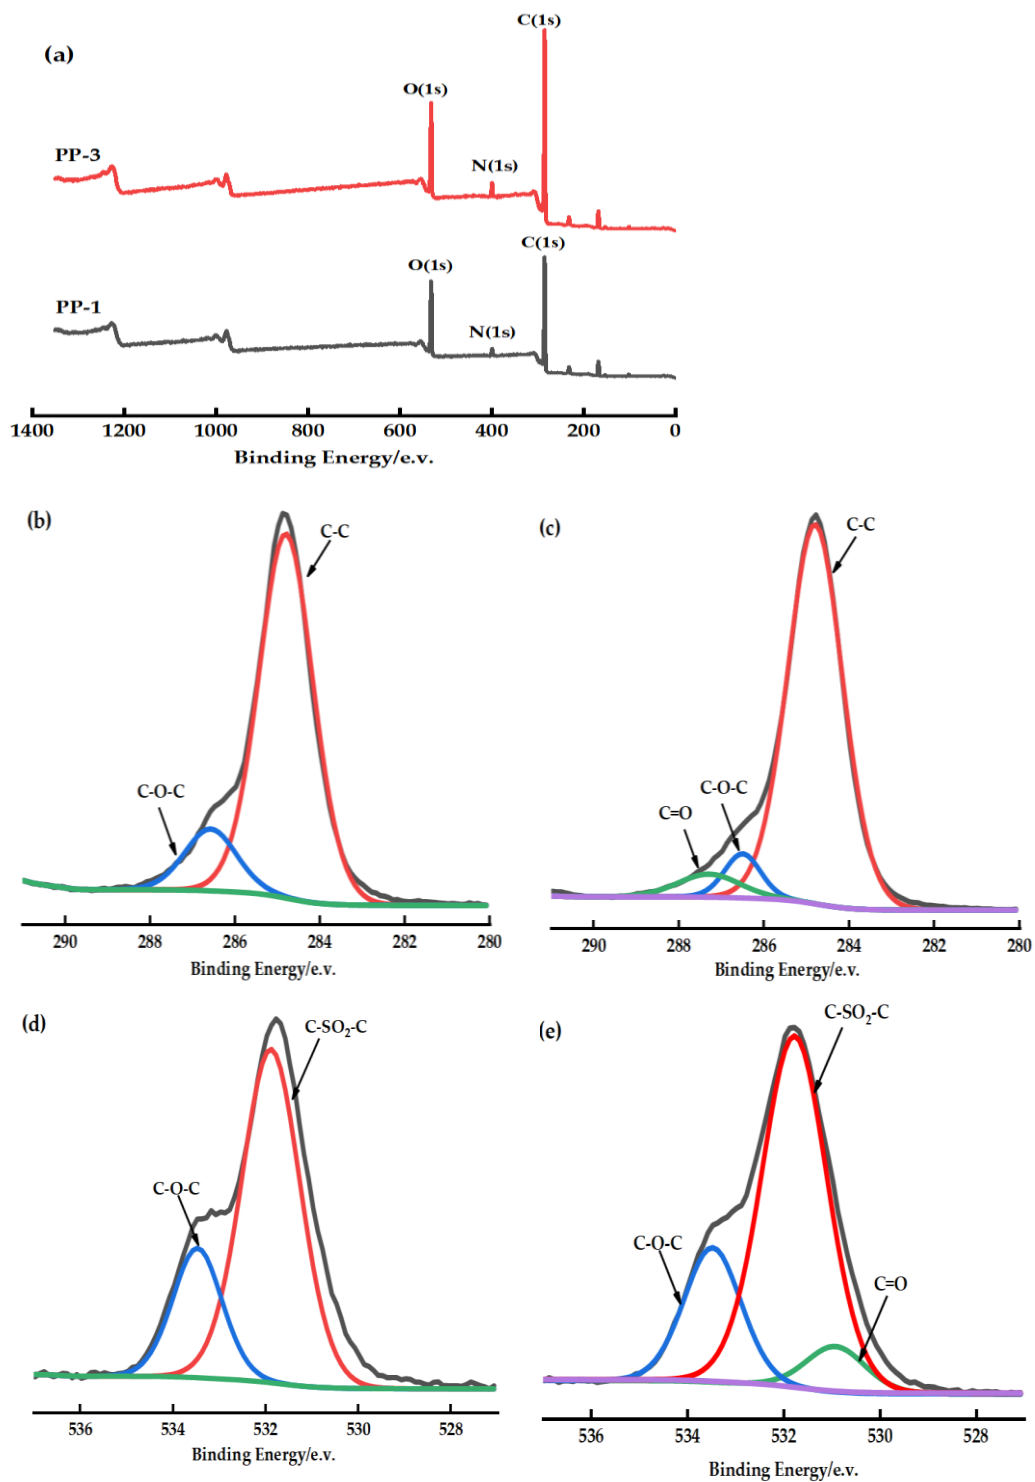 (a)
C(1s)
O(1s)
PP-3
N(1s)
C(1s)
O(1s)
PP-1
N(1s)
1400 1200 1000 800 600 400 200 0
Binding Energy/e.v.
(b)
C-C
C-O-C
290 288 286 284 282 280
Binding Energy/e.v.
(c)
C-C
C-O-C
C=O
290 288 286 284 282 280
Binding Energy/e.v.
(d)
C-SO₂-C
C-O-C
536 534 532 530 528
Binding Energy/e.v.
(e)
C-SO₂-C
C-O-C
C=O
536 534 532 530 528
Binding Energy/e.v.